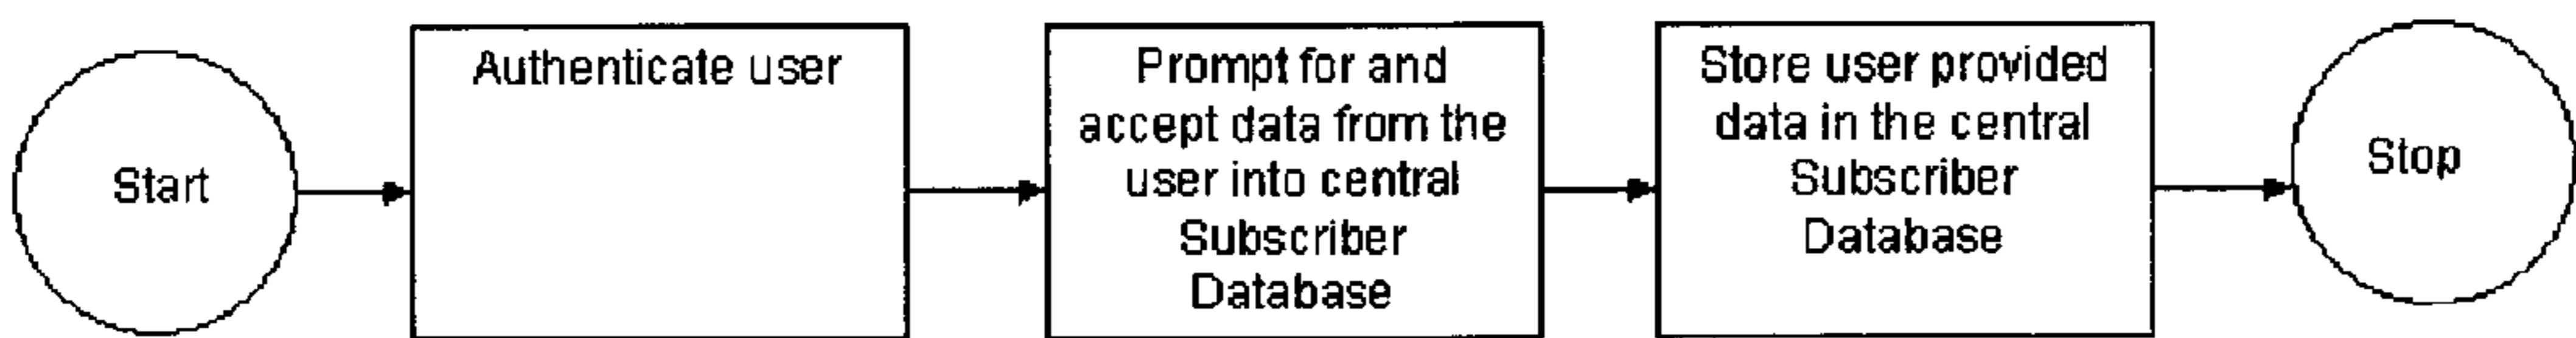 Start
Authenticate user
Prompt for and
accept data from the
user into central
Subscriber
Database
Store user provided
data in the central
Subscriber
Database
Stop